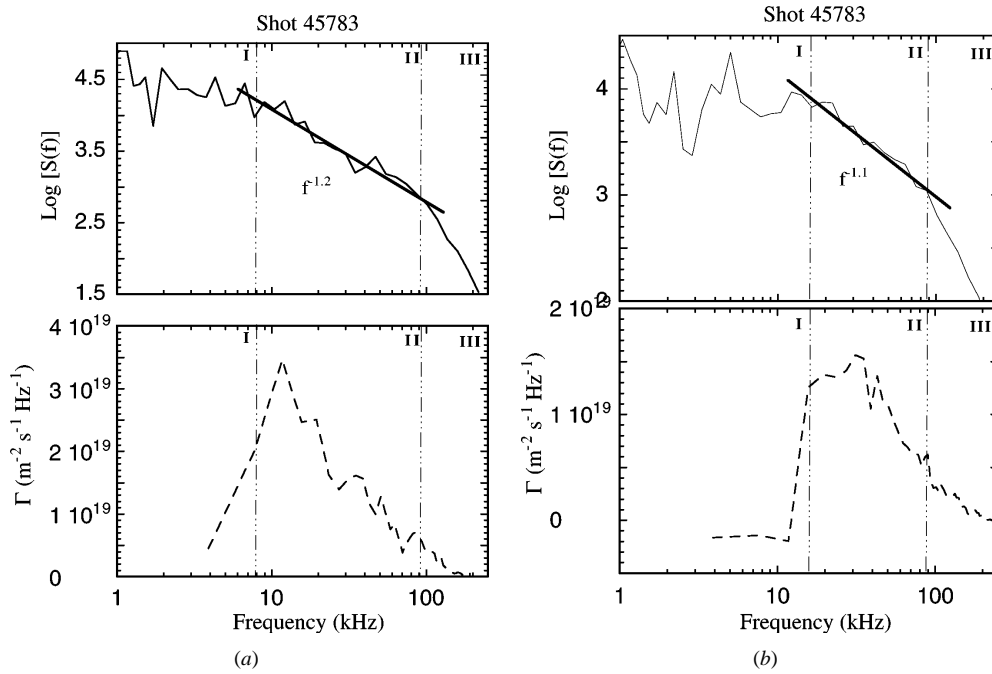 Shot 45783
I II III
4.5
3.5
2.5
1.5
Log [S(f)]
f^-1.2
I II III
4 10^19
3 10^19
2 10^19
1 10^19
0
Γ (m^-2 s^-1 Hz^-1)
1 10 100
Frequency (kHz)
(a)
Shot 45783
I II III
4
3
Log [S(f)]
f^-1.1
I II III
2 10^19
1 10^19
0
Γ (m^-2 s^-1 Hz^-1)
1 10 100
Frequency (kHz)
(b)